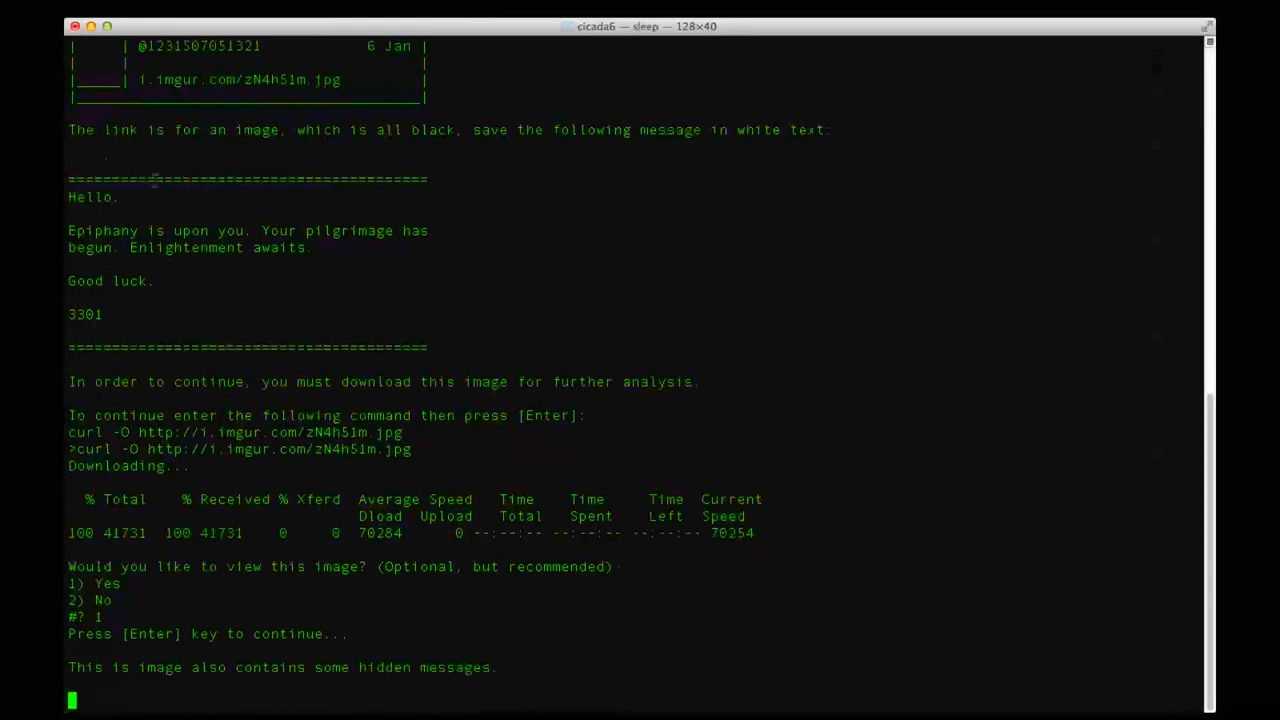 cicada6 — sleep — 128×40
| | @1231507051321 6 Jan |
| | |
|_____| i.imgur.com/zN4h51m.jpg |
|________________________________________|
The link is for an image, which is all black, save the following message in white text:
=========================================
Hello.
Epiphany is upon you. Your pilgrimage has
begun. Enlightenment awaits.
Good luck.
3301
=========================================
In order to continue, you must download this image for further analysis.
To continue enter the following command then press [Enter]:
curl -O http://i.imgur.com/zN4h51m.jpg
>curl -O http://i.imgur.com/zN4h51m.jpg
Downloading...
% Total % Received % Xferd Average Speed Time Time Time Current
Dload Upload Total Spent Left Speed
100 41731 100 41731 0 0 70284 0 --:--:-- --:--:-- --:--:-- 70254
Would you like to view this image? (Optional, but recommended)
1) Yes
2) No
#? 1
Press [Enter] key to continue...
This is image also contains some hidden messages.